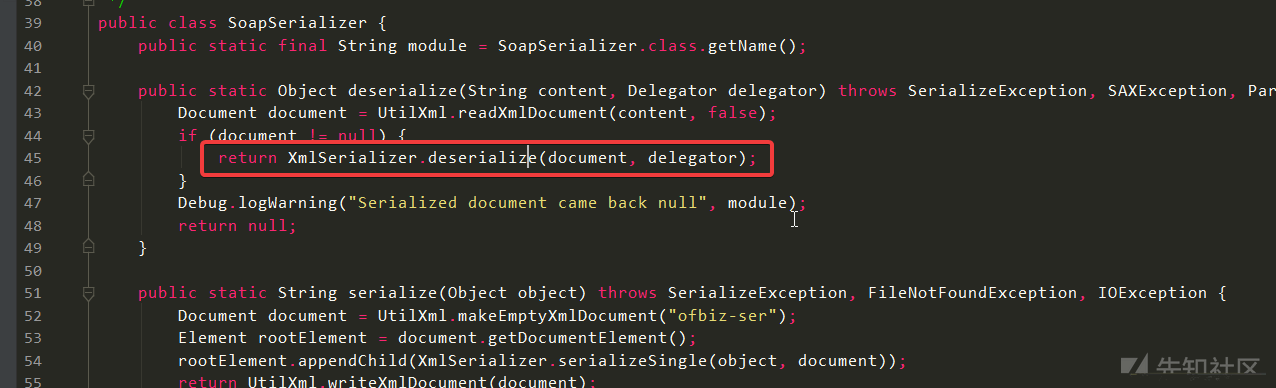 38 */
39 public class SoapSerializer {
40 public static final String module = SoapSerializer.class.getName();
41
42 public static Object deserialize(String content, Delegator delegator) throws SerializeException, SAXException, Par
43 Document document = UtilXml.readXmlDocument(content, false);
44 if (document != null) {
45 return XmlSerializer.deserialize(document, delegator);
46 }
47 Debug.logWarning("Serialized document came back null", module);
48 return null;
49 }
50
51 public static String serialize(Object object) throws SerializeException, FileNotFoundException, IOException {
52 Document document = UtilXml.makeEmptyXmlDocument("ofbiz-ser");
53 Element rootElement = document.getDocumentElement();
54 rootElement.appendChild(XmlSerializer.serializeSingle(object, document));
55 return UtilXml.writeXmlDocument(document);
先知社区